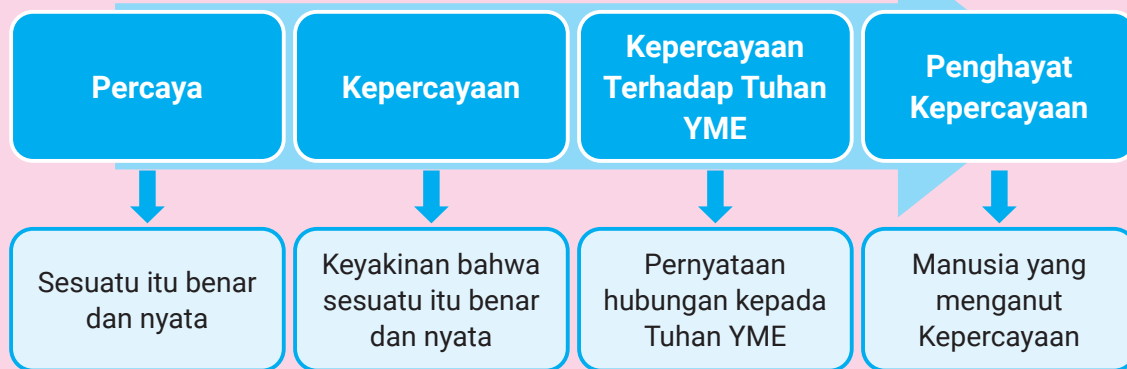 Percaya
Kepercayaan
Kepercayaan
Terhadap Tuhan
YME
Penghayat
Kepercayaan
Sesuatu itu benar
dan nyata
Keyakinan bahwa
sesuatu itu benar
dan nyata
Pernyataan
hubungan kepada
Tuhan YME
Manusia yang
menganut
Kepercayaan